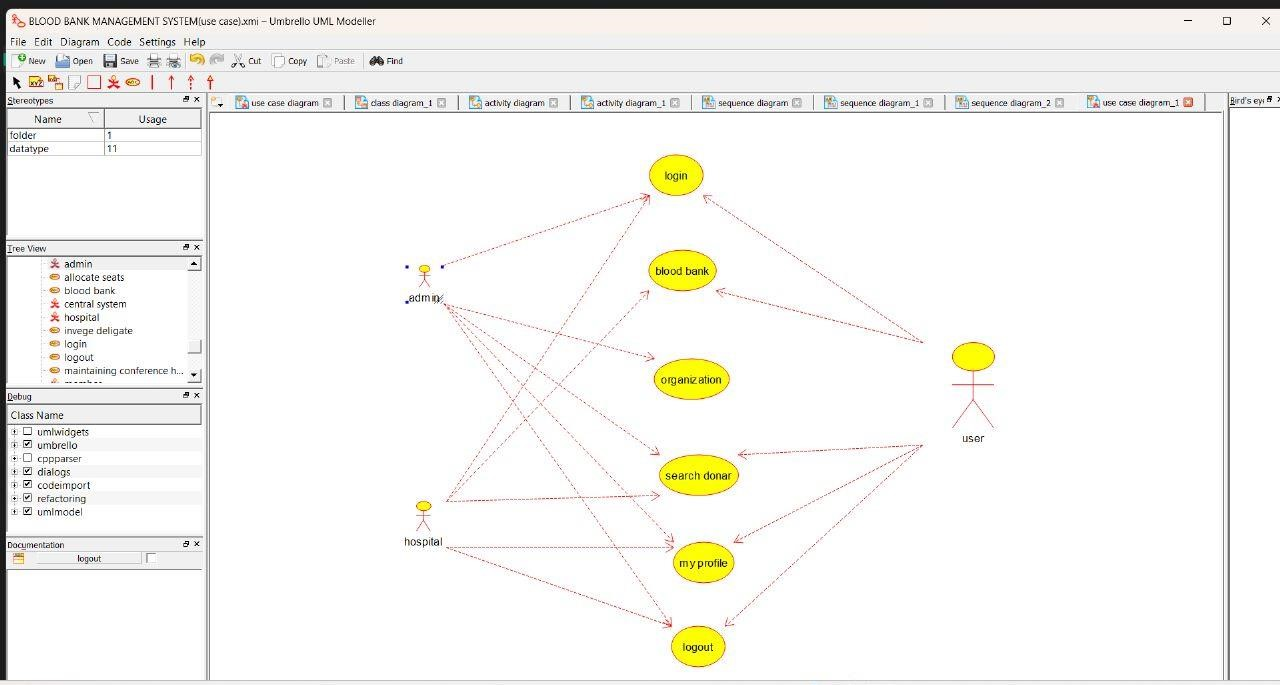 BLOOD BANK MANAGEMENT SYSTEM(use case).xmi – Umbrello UML Modeller
File Edit Diagram Code Settings Help
New Open Save Cut Copy Paste Find
Stereotypes
Name Usage
folder 1
datatype 11
Tree View
admin
allocate seats
blood bank
central system
hospital
invege deligate
login
logout
maintaining conference h...
Debug
Class Name
umlwidgets
umbrello
cppparser
dialogs
codeimport
refactoring
umlmodel
Documentation
logout
use case diagram class diagram_1 activity diagram activity diagram_1 sequence diagram sequence diagram_1 sequence diagram_2 use case diagram_1
Bird's ey
login
admin
blood bank
organization
user
search donar
hospital
my profile
logout